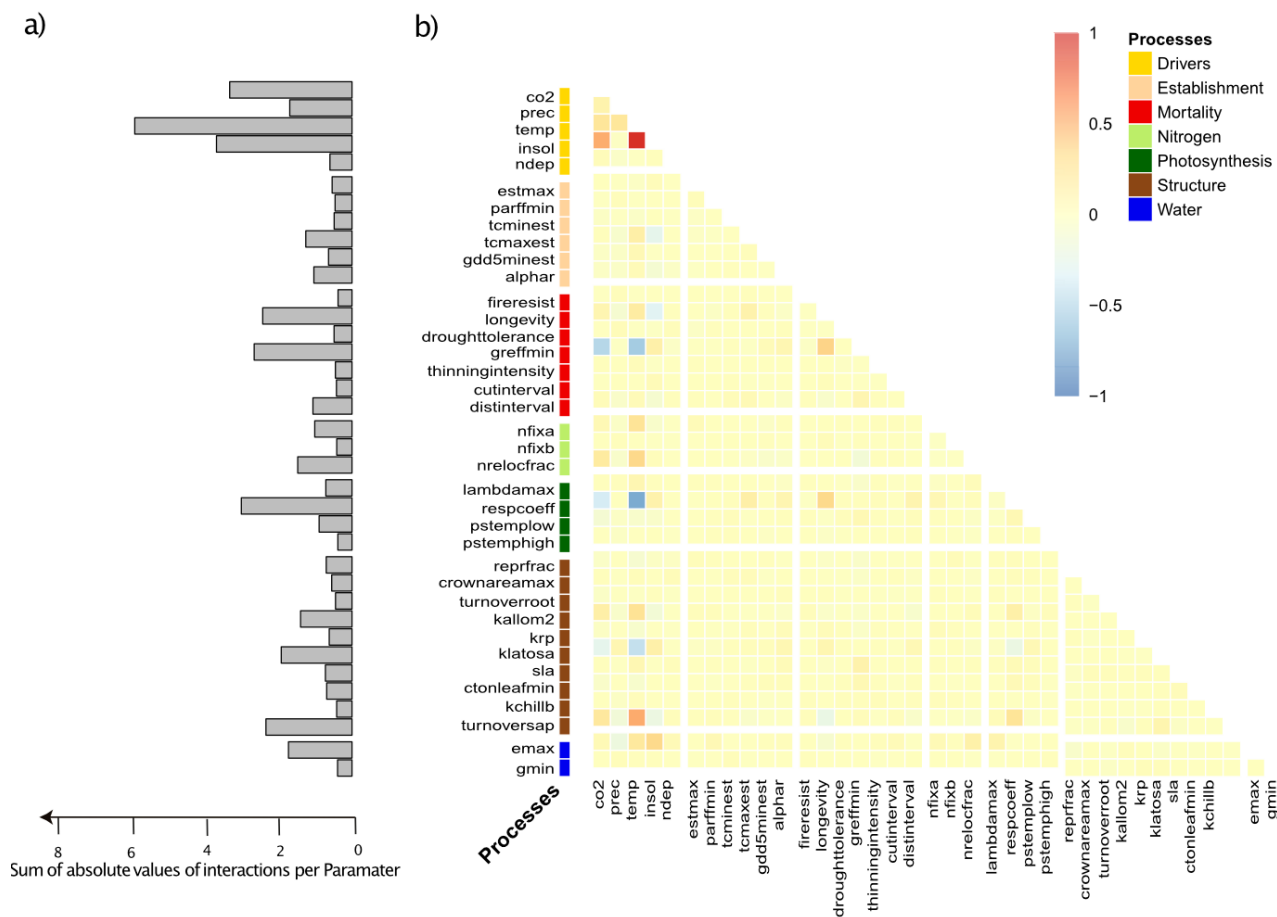 a)
b)
1
0.5
0
−0.5
−1
Processes
Drivers
Establishment
Mortality
Nitrogen
Photosynthesis
Structure
Water
co2
prec
temp
insol
ndep
estmax
parffmin
tcminest
tcmaxest
gdd5minest
alphar
fireresist
longevity
droughttolerance
greffmin
thinningintensity
cutinterval
distinterval
nfixa
nfixb
nrelocfrac
lambdamax
respcoeff
pstemplow
pstemphigh
reprfrac
crownareamax
turnoverroot
kallom2
krp
klatosa
sla
ctonleafmin
kchillb
turnoversap
emax
gmin
Processes
co2
prec
temp
insol
ndep
estmax
parffmin
tcminest
tcmaxest
gdd5minest
alphar
fireresist
longevity
droughttolerance
greffmin
thinningintensity
cutinterval
distinterval
nfixa
nfixb
nrelocfrac
lambdamax
respcoeff
pstemplow
pstemphigh
reprfrac
crownareamax
turnoverroot
kallom2
krp
klatosa
sla
ctonleafmin
kchillb
emax
gmin
8 6 4 2 0
Sum of absolute values of interactions per Paramater